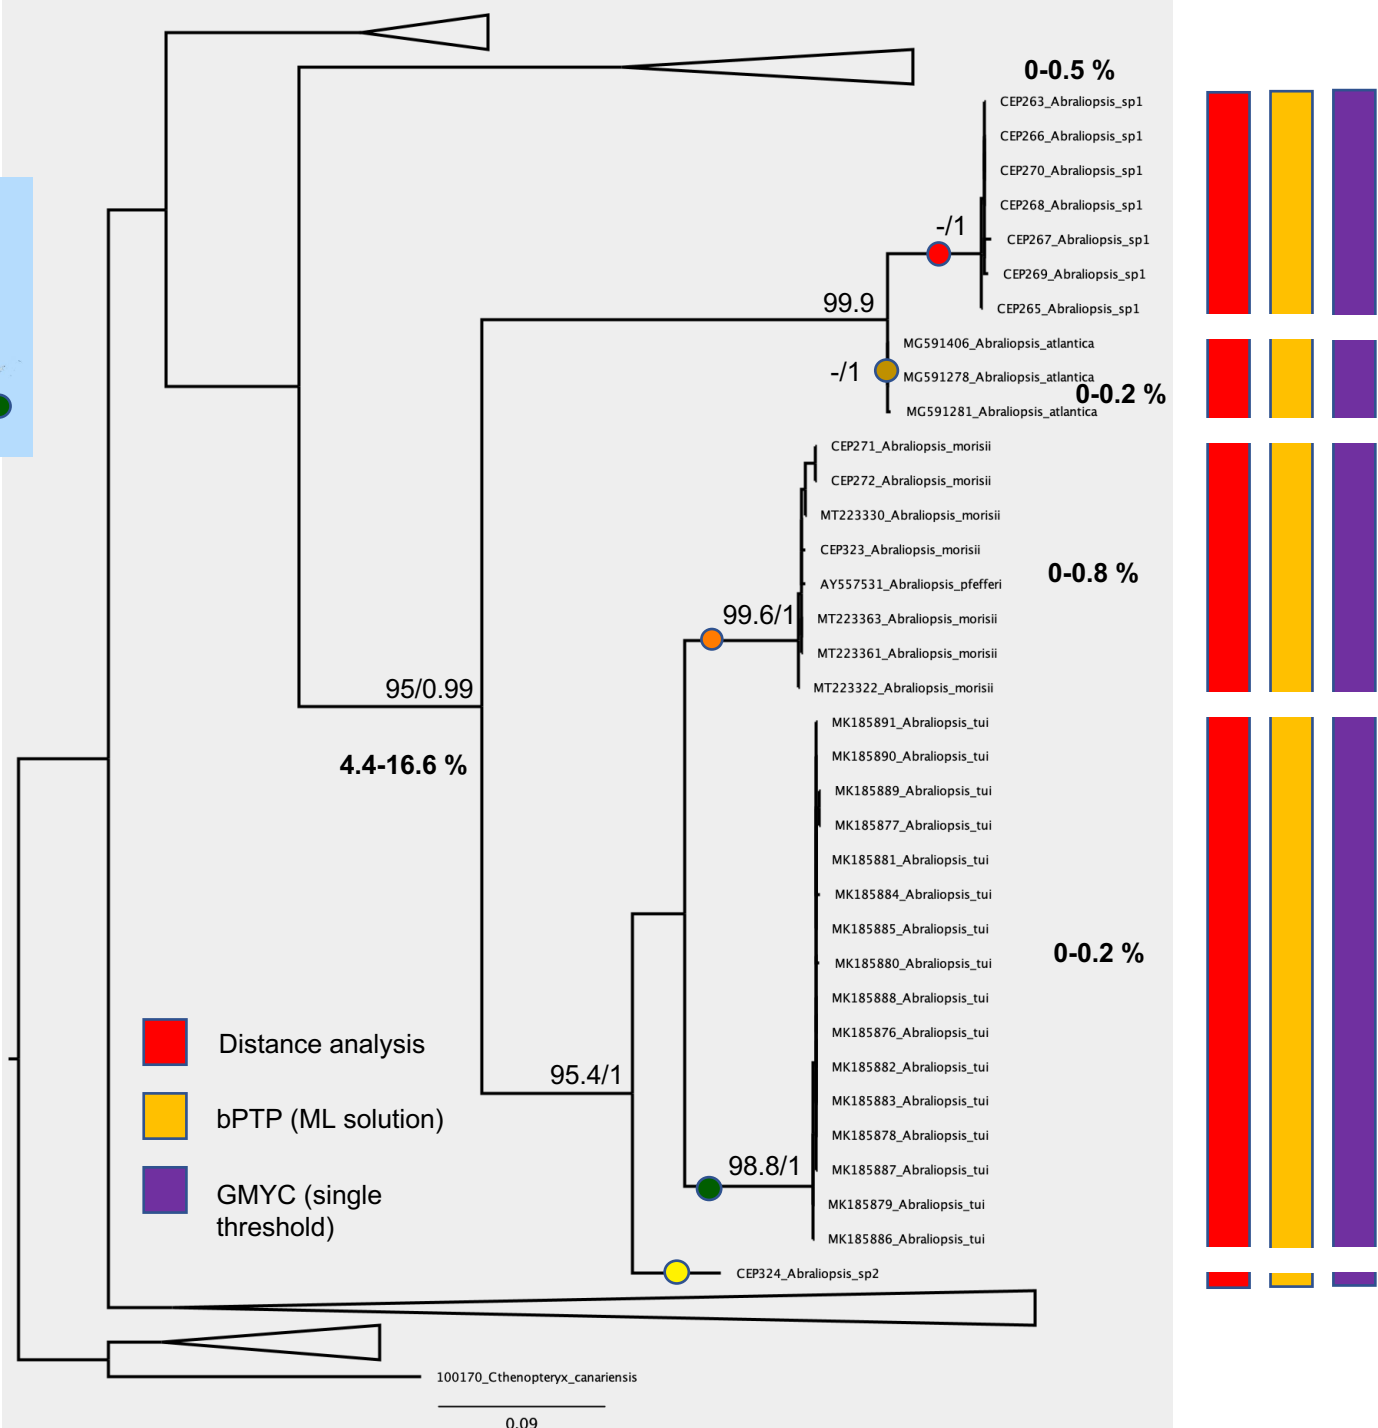 0-0.5 %
CEP263_Abraliopsis_sp1
CEP266_Abraliopsis_sp1
CEP270_Abraliopsis_sp1
CEP268_Abraliopsis_sp1
-/1
CEP267_Abraliopsis_sp1
CEP269_Abraliopsis_sp1
99.9
CEP265_Abraliopsis_sp1
MG591406_Abraliopsis_atlantica
-/1
MG591278_Abraliopsis_atlantica
0-0.2 %
MG591281_Abraliopsis_atlantica
CEP271_Abraliopsis_morisii
CEP272_Abraliopsis_morisii
MT223330_Abraliopsis_morisii
CEP323_Abraliopsis_morisii
0-0.8 %
AY557531_Abraliopsis_pfefferi
99.6/1
MT223363_Abraliopsis_morisii
MT223361_Abraliopsis_morisii
95/0.99
MT223322_Abraliopsis_morisii
MK185891_Abraliopsis_tui
4.4-16.6 %
MK185890_Abraliopsis_tui
MK185889_Abraliopsis_tui
MK185877_Abraliopsis_tui
MK185881_Abraliopsis_tui
MK185884_Abraliopsis_tui
MK185885_Abraliopsis_tui
0-0.2 %
MK185880_Abraliopsis_tui
MK185888_Abraliopsis_tui
MK185876_Abraliopsis_tui
Distance analysis
95.4/1
MK185882_Abraliopsis_tui
MK185883_Abraliopsis_tui
bPTP (ML solution)
MK185878_Abraliopsis_tui
98.8/1
MK185887_Abraliopsis_tui
GMYC (single
threshold)
MK185879_Abraliopsis_tui
MK185886_Abraliopsis_tui
CEP324_Abraliopsis_sp2
100170_Cthenopteryx_canariensis
0.09